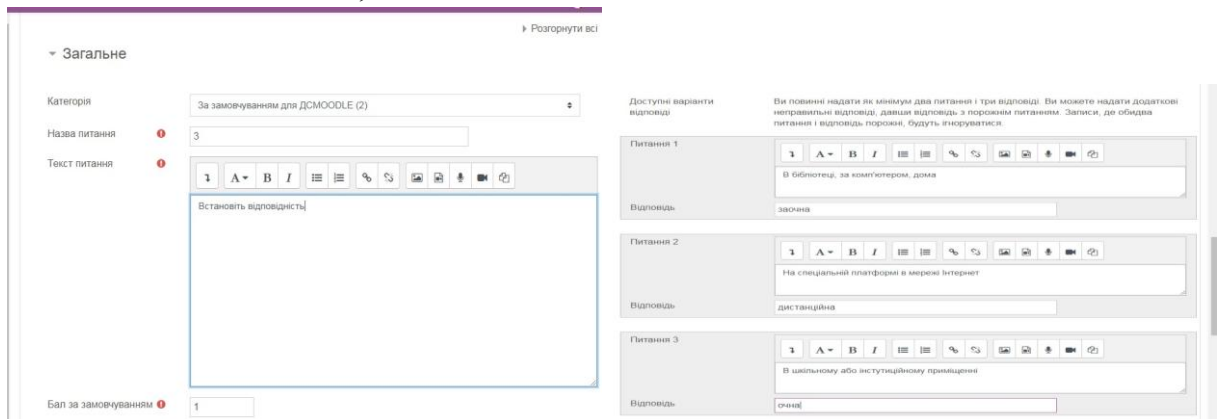 Розгорнути всі
Загальне
Категорія
За замовчуванням для ДСMOODLE (2)
Назва питання
3
Текст питання
Встановіть відповідність
Бал за замовчуванням
1
Доступні варіанти відповіді
Ви повинні надати як мінімум два питання і три відповіді. Ви можете надати додаткові
неправильні відповіді, давши відповідь з порожнім питанням. Записи, де обидва
питання і відповідь порожні, будуть ігноруватися.
Питання 1
В бібліотеці, за комп'ютером, дома
Відповідь
заочна
Питання 2
На спеціальній платформі в мережі Інтернет
Відповідь
дистанційна
Питання 3
В шкільному або інстутиційному приміщенні
Відповідь
очна